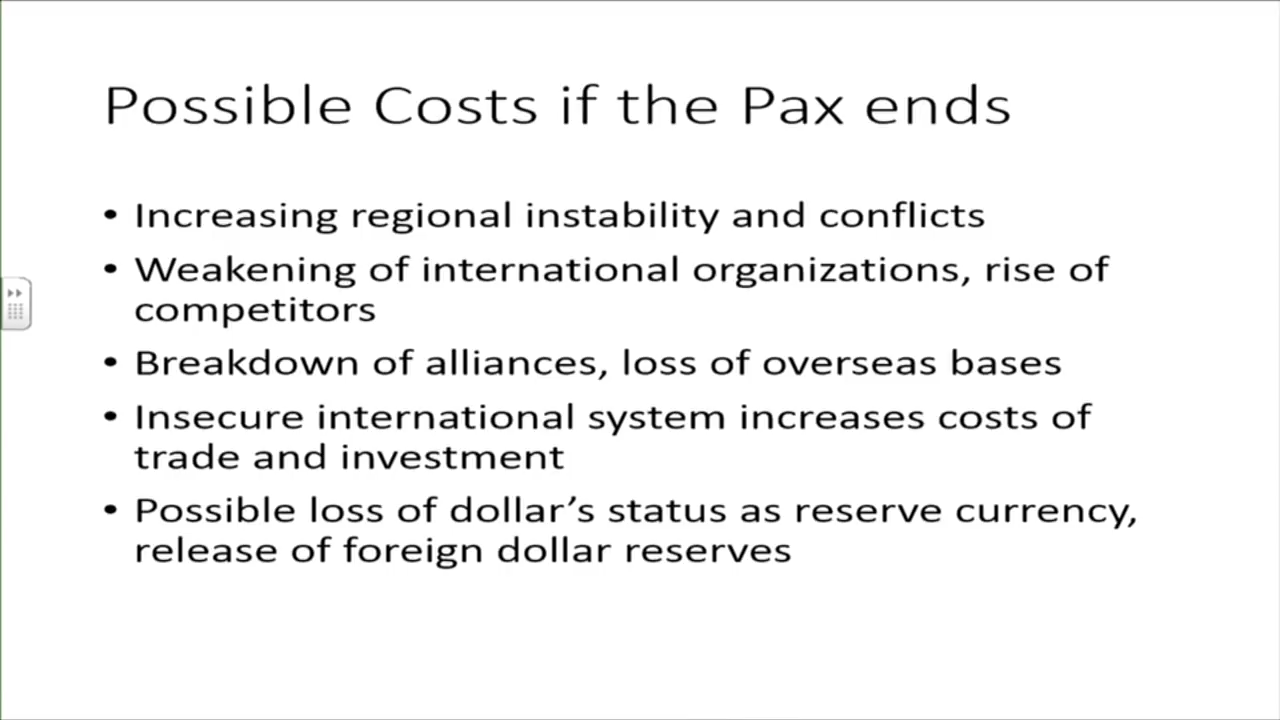 Possible Costs if the Pax ends
• Increasing regional instability and conflicts
• Weakening of international organizations, rise of
competitors
• Breakdown of alliances, loss of overseas bases
• Insecure international system increases costs of
trade and investment
• Possible loss of dollar’s status as reserve currency,
release of foreign dollar reserves